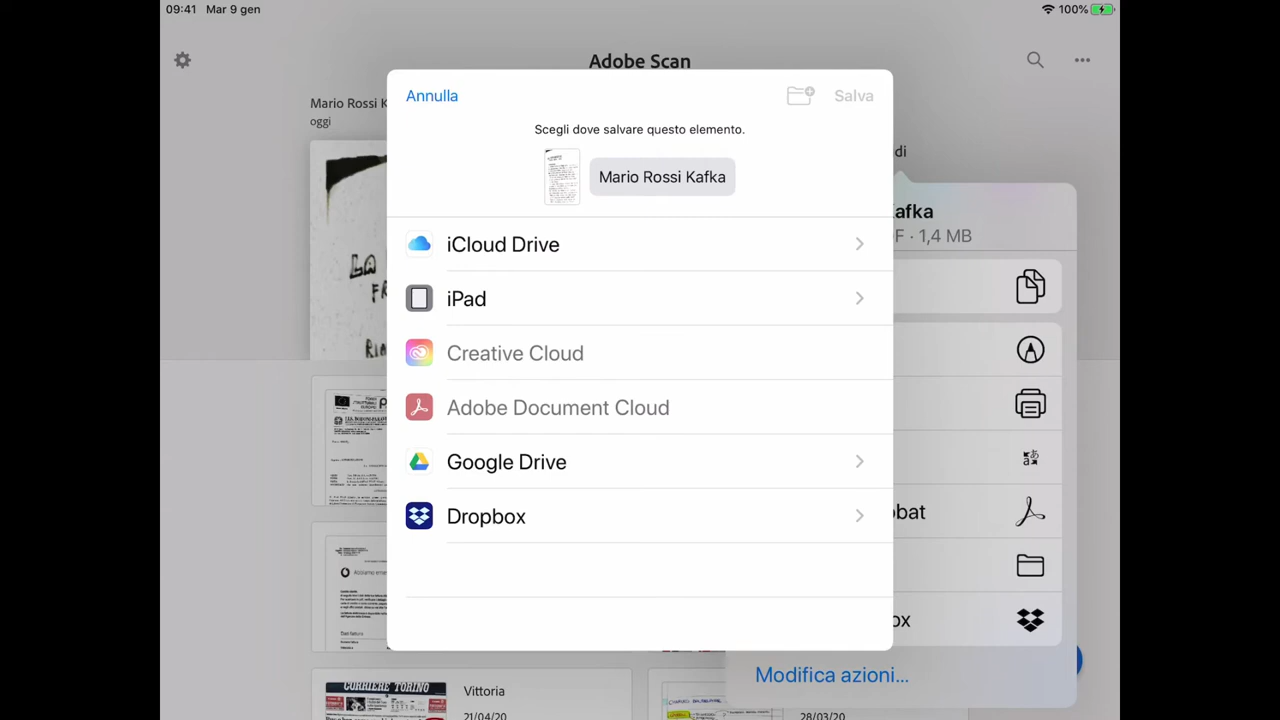 09:41 Mar 9 gen
100%
Adobe Scan
Mario Rossi K
oggi
Annulla
Salva
Scegli dove salvare questo elemento.
Mario Rossi Kafka
di
afka
F · 1,4 MB
iCloud Drive
iPad
Creative Cloud
Adobe Document Cloud
Google Drive
Dropbox
obat
ox
Modifica azioni...
LA
FR
CORRIERE TORINO
Vittoria
21/04/20
28/03/20